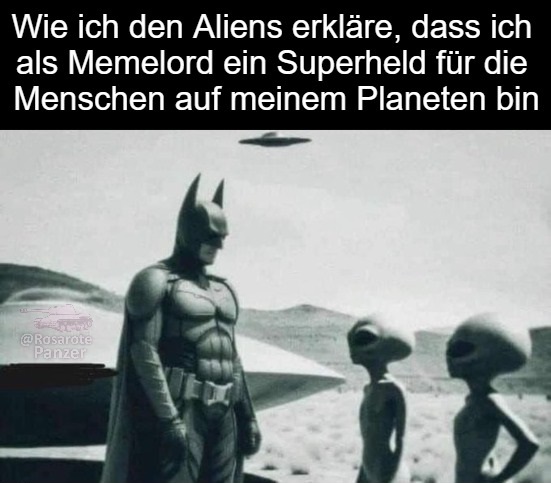 Wie ich den Aliens erkläre, dass ich
als Memelord ein Superheld für die
Menschen auf meinem Planeten bin
@Rosarote
Panzer